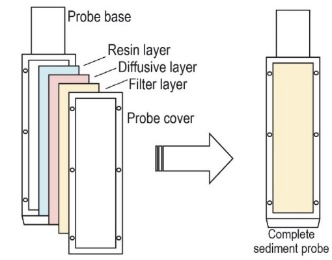 Probe base
Resin layer
Diffusive layer
Filter layer
Probe cover
Complete
sediment probe